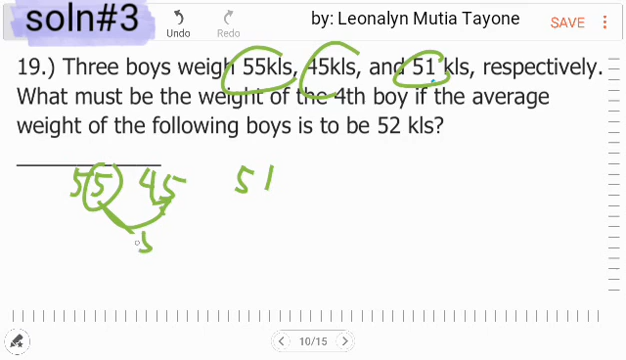 soln#3
Undo
Redo
by: Leonalyn Mutia Tayone
SAVE
19.) Three boys weigh 55kls, 45kls, and 51 kls, respectively.
What must be the weight of the 4th boy if the average
weight of the following boys is to be 52 kls?
55 45 51
10/15